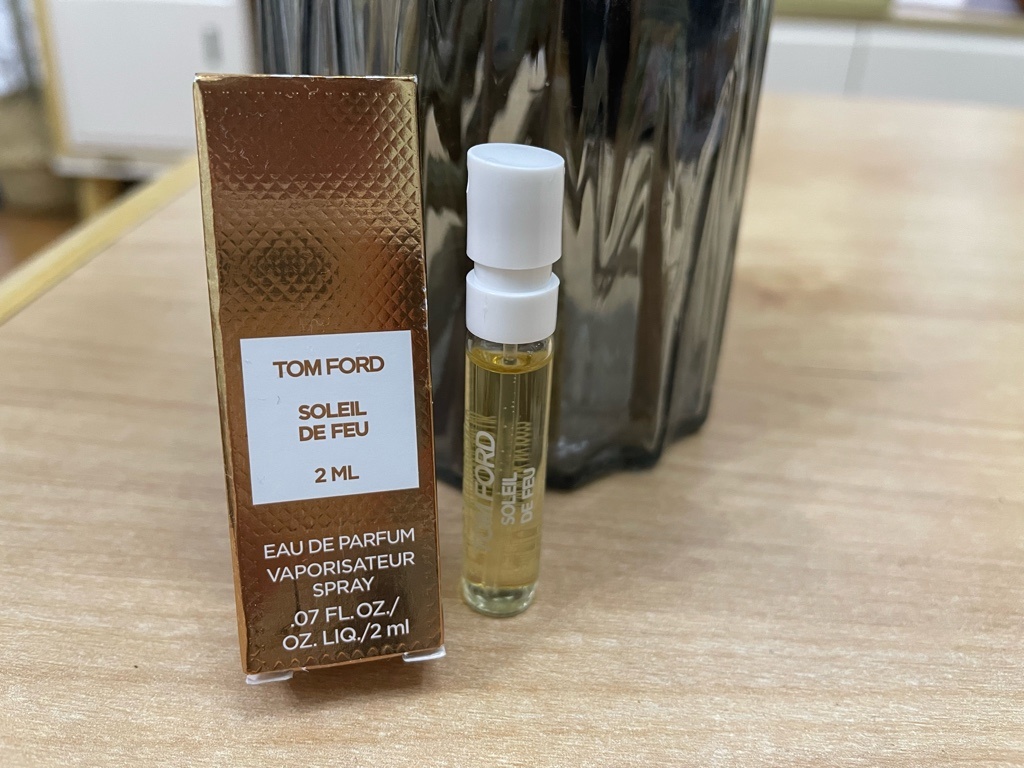 TOM FORD
SOLEIL
DE FEU
2 ML
EAU DE PARFUM
VAPORISATEUR
SPRAY
.07 FL. OZ./
OZ. LIQ./2 ml
TOM FORD
SOLEIL
DE FEU